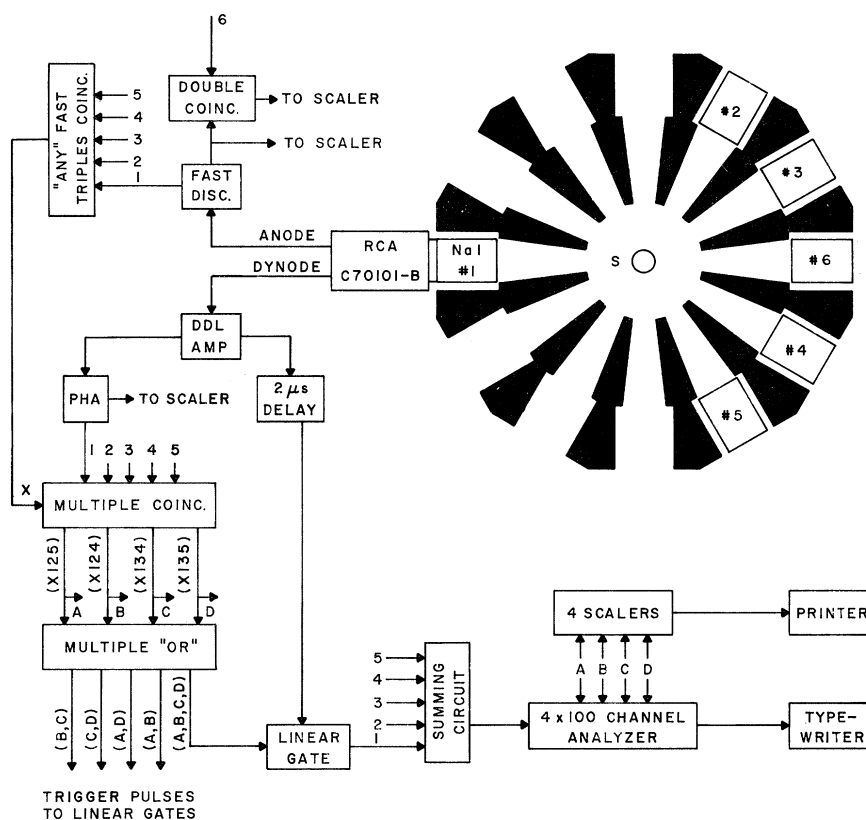 6
"ANY" FAST
TRIPLES COINC.
5
4
3
2
1
DOUBLE
COINC.
TO SCALER
TO SCALER
FAST
DISC.
ANODE
DYNODE
RCA
C70101-B
NaI
#1
S
#2
#3
#6
#4
#5
DDL
AMP
PHA
TO SCALER
2 μs
DELAY
1 2 3 4 5
X
MULTIPLE COINC.
(X125)
(X124)
(X134)
(X135)
A
B
C
D
MULTIPLE "OR"
(B,C)
(C,D)
(A,D)
(A,B)
(A,B,C,D)
TRIGGER PULSES
TO LINEAR GATES
LINEAR
GATE
5
4
3
2
1
SUMMING
CIRCUIT
4 SCALERS
PRINTER
A B C D
4 x 100 CHANNEL
ANALYZER
TYPE-
WRITER